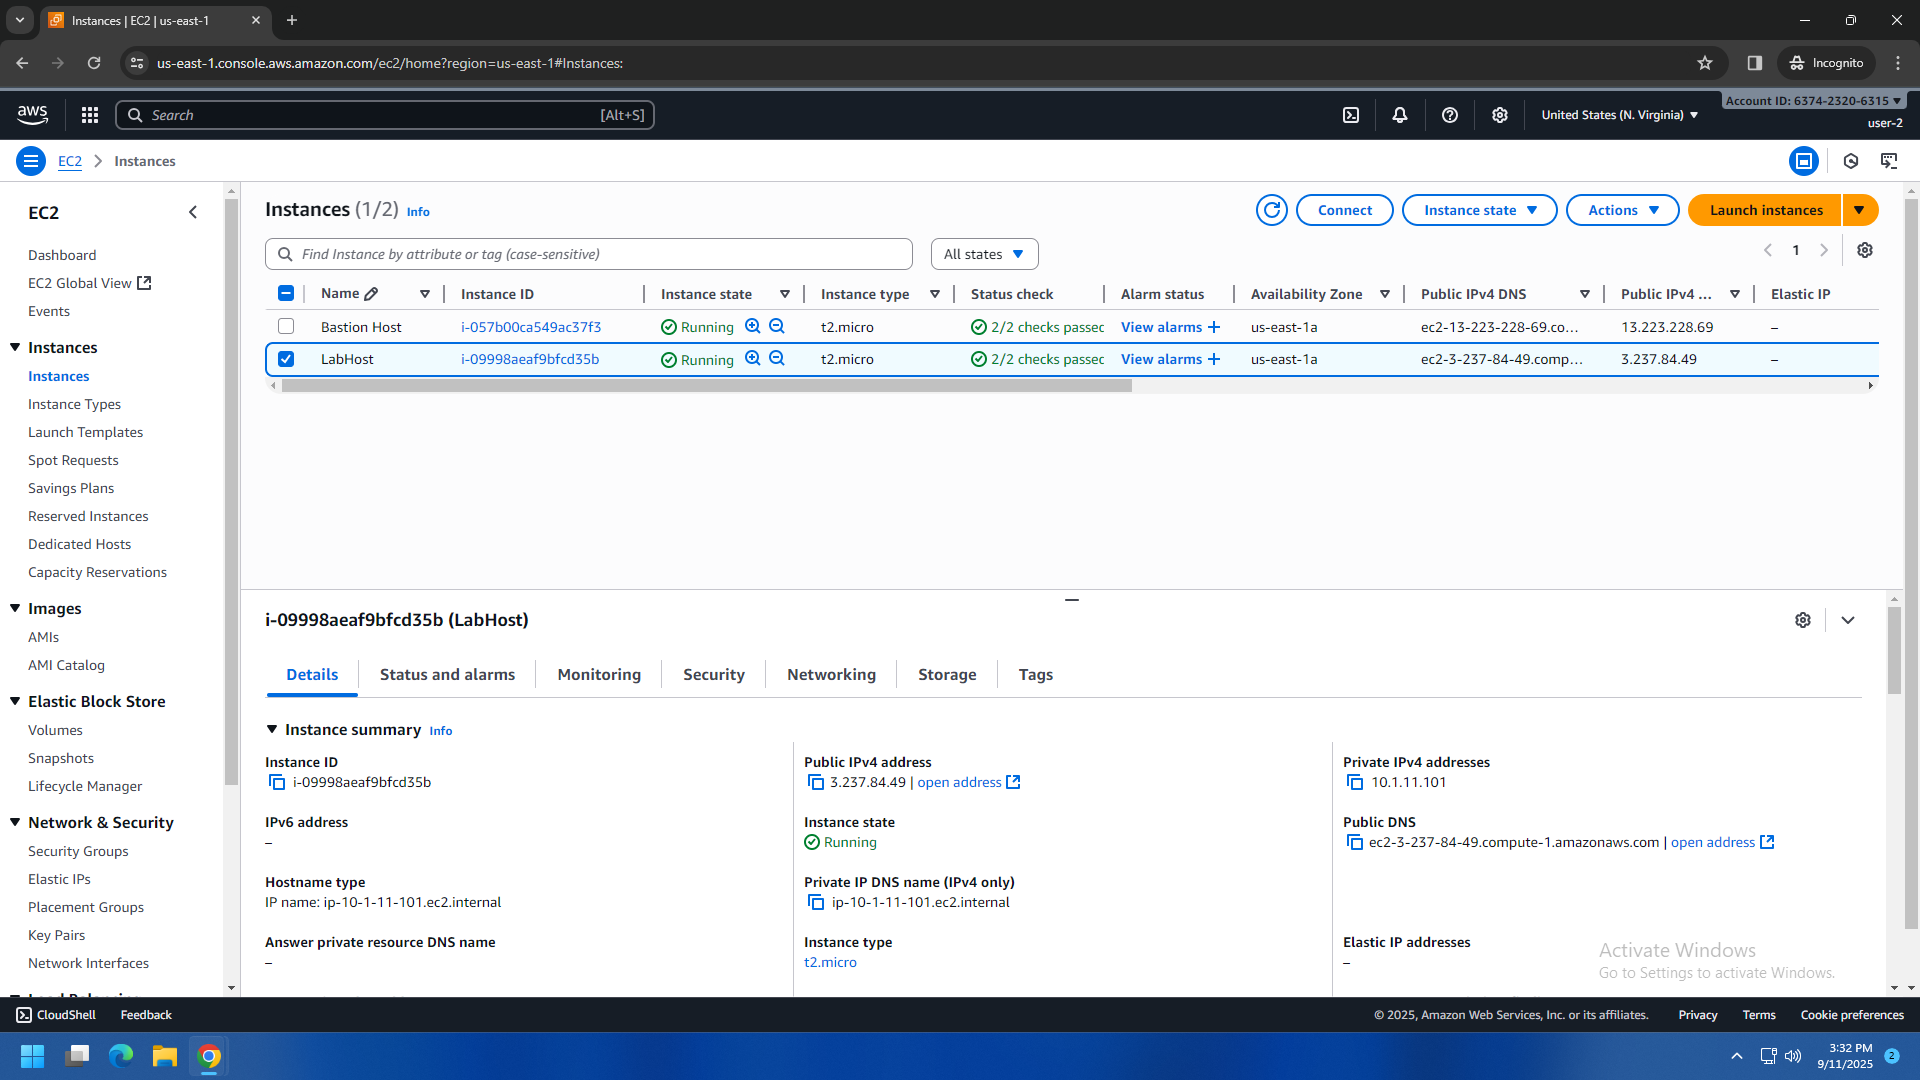 Instances | EC2 | us-east-1
us-east-1.console.aws.amazon.com/ec2/home?region=us-east-1#Instances:
Incognito
aws
Search
[Alt+S]
United States (N. Virginia)
Account ID: 6374-2320-6315
user-2
EC2
Instances
EC2
Dashboard
EC2 Global View
Events
Instances
Instances
Instance Types
Launch Templates
Spot Requests
Savings Plans
Reserved Instances
Dedicated Hosts
Capacity Reservations
Images
AMIs
AMI Catalog
Elastic Block Store
Volumes
Snapshots
Lifecycle Manager
Network & Security
Security Groups
Elastic IPs
Placement Groups
Key Pairs
Network Interfaces
Instances (1/2) Info
Connect
Instance state
Actions
Launch instances
Find Instance by attribute or tag (case-sensitive)
All states
1
Name Instance ID Instance state Instance type Status check Alarm status Availability Zone Public IPv4 DNS Public IPv4 ... Elastic IP
Bastion Host i-057b00ca549ac37f3 Running t2.micro 2/2 checks passec View alarms us-east-1a ec2-13-223-228-69.co... 13.223.228.69 –
LabHost i-09998aeaf9bfcd35b Running t2.micro 2/2 checks passec View alarms us-east-1a ec2-3-237-84-49.comp... 3.237.84.49 –
i-09998aeaf9bfcd35b (LabHost)
Details
Status and alarms
Monitoring
Security
Networking
Storage
Tags
Instance summary Info
Instance ID
i-09998aeaf9bfcd35b
Public IPv4 address
3.237.84.49 | open address
Private IPv4 addresses
10.1.11.101
IPv6 address
–
Instance state
Running
Public DNS
ec2-3-237-84-49.compute-1.amazonaws.com | open address
Hostname type
IP name: ip-10-1-11-101.ec2.internal
Private IP DNS name (IPv4 only)
ip-10-1-11-101.ec2.internal
Answer private resource DNS name
–
Instance type
t2.micro
Elastic IP addresses
–
Activate Windows
Go to Settings to activate Windows.
CloudShell
Feedback
© 2025, Amazon Web Services, Inc. or its affiliates.
Privacy
Terms
Cookie preferences
3:32 PM
9/11/2025
2